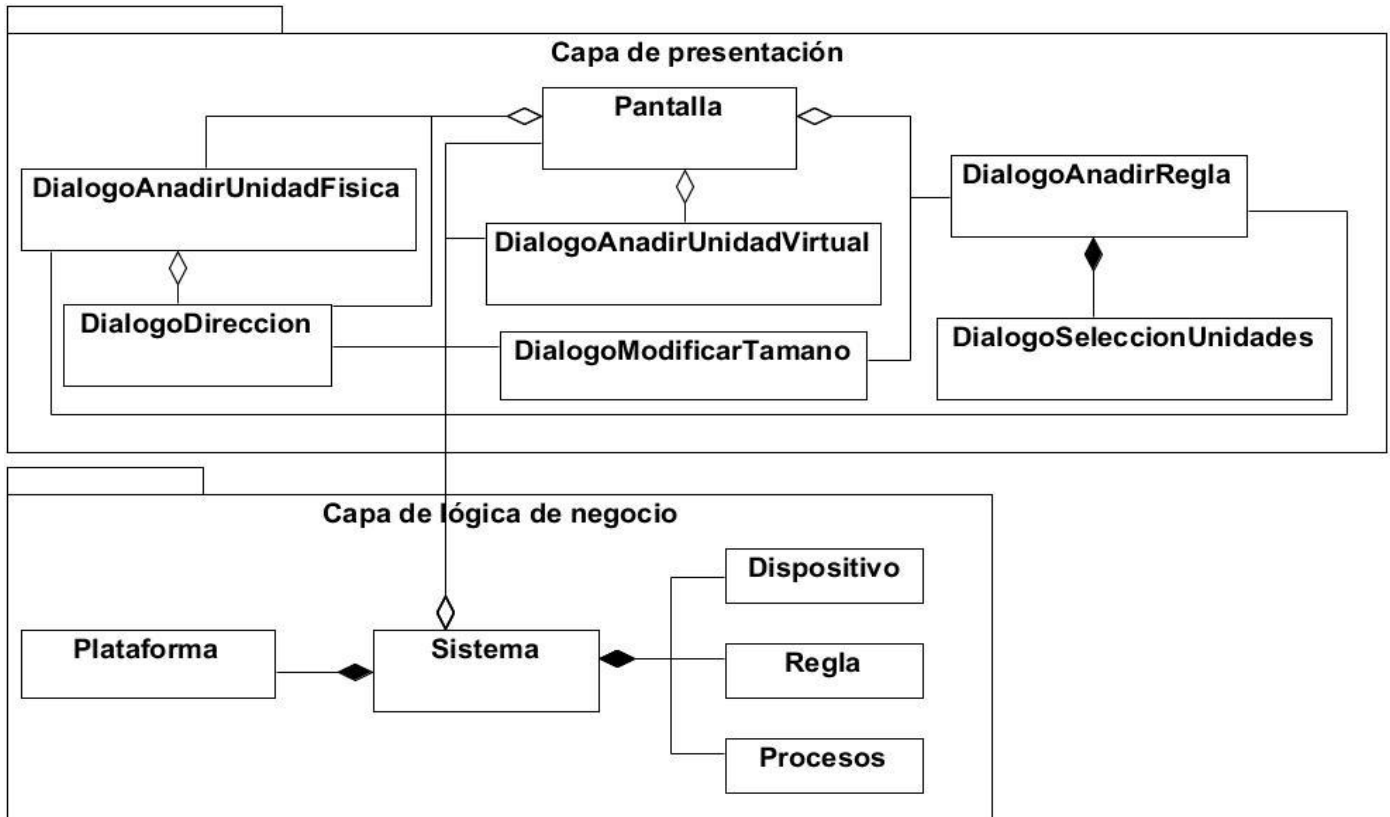 Capa de presentación
Pantalla
DialogoAnadirUnidadFisica
DialogoAnadirRegla
DialogoAnadirUnidadVirtual
DialogoDireccion
DialogoModificarTamano
DialogoSeleccionUnidades
Capa de lógica de negocio
Dispositivo
Plataforma
Sistema
Regla
Procesos